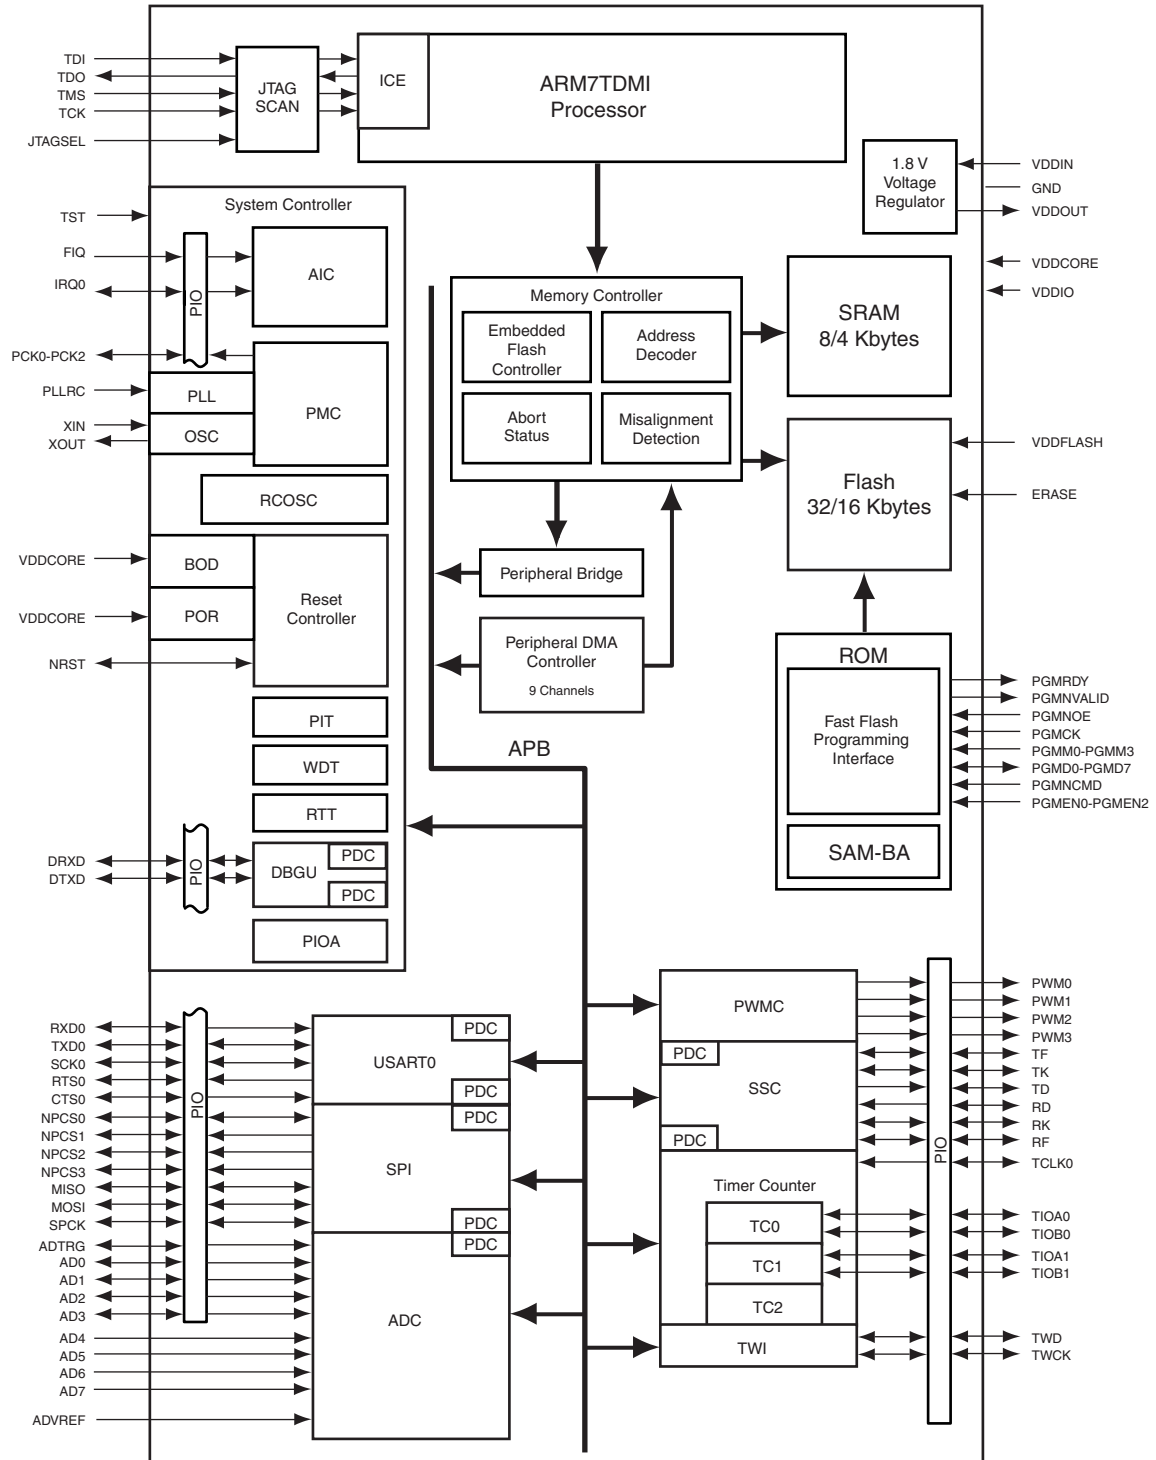 TDI
TDO
TMS
TCK
JTAGSEL
JTAG
SCAN
ICE
ARM7TDMI
Processor
1.8 V
Voltage
Regulator
VDDIN
GND
VDDOUT
VDDCORE
VDDIO
System Controller
TST
FIQ
IRQ0
PIO
AIC
PCK0-PCK2
PLLRC
PLL
XIN
XOUT
OSC
PMC
RCOSC
VDDCORE
BOD
VDDCORE
POR
Reset
Controller
NRST
PIT
WDT
RTT
DRXD
DTXD
PIO
DBGU
PDC
PDC
PIOA
Memory Controller
Embedded
Flash
Controller
Address
Decoder
Abort
Status
Misalignment
Detection
SRAM
8/4 Kbytes
Flash
32/16 Kbytes
VDDFLASH
ERASE
Peripheral Bridge
Peripheral DMA
Controller
9 Channels
APB
ROM
Fast Flash
Programming
Interface
SAM-BA
PGMRDY
PGMNVALID
PGMNOE
PGMCK
PGMM0-PGMM3
PGMD0-PGMD7
PGMNCMD
PGMEN0-PGMEN2
RXD0
TXD0
SCK0
RTS0
CTS0
NPCS0
NPCS1
NPCS2
NPCS3
MISO
MOSI
SPCK
ADTRG
AD0
AD1
AD2
AD3
AD4
AD5
AD6
AD7
ADVREF
PIO
PDC
USART0
PDC
PDC
SPI
PDC
PDC
ADC
PWMC
PDC
SSC
PDC
Timer Counter
TC0
TC1
TC2
TWI
PIO
PWM0
PWM1
PWM2
PWM3
TF
TK
TD
RD
RK
RF
TCLK0
TIOA0
TIOB0
TIOA1
TIOB1
TWD
TWCK